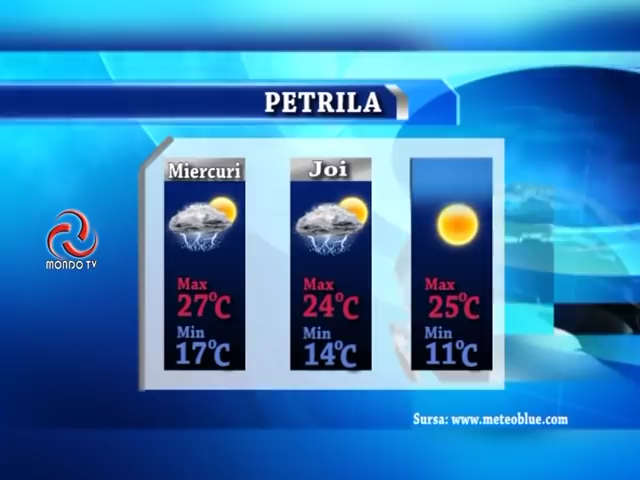 PETRILA
Miercuri
Joi
Max
27°C
Min
17°C
Max
24°C
Min
14°C
Max
25°C
Min
11°C
MONDO TV
Sursa: www.meteoblue.com